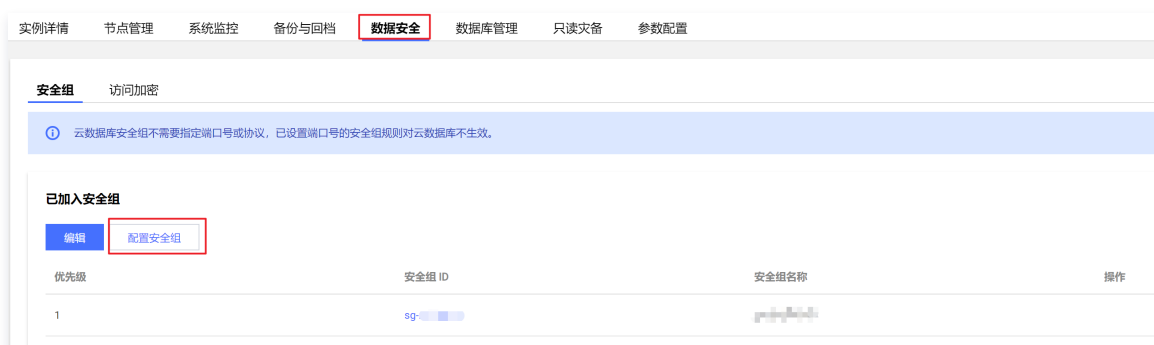 实例详情 节点管理 系统监控 备份与回档 数据安全 数据库管理 只读灾备 参数配置
安全组 访问加密
云数据库安全组不需要指定端口号或协议，已设置端口号的安全组规则对云数据库不生效。
已加入安全组
编辑 配置安全组
优先级 安全组 ID 安全组名称 操作
1 sg-